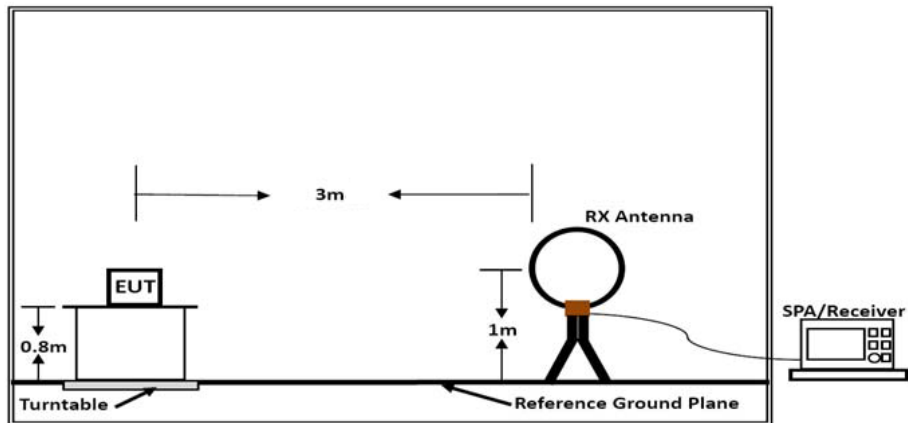 3m
RX Antenna
EUT
SPA/Receiver
1m
0.8m
Turntable
Reference Ground Plane